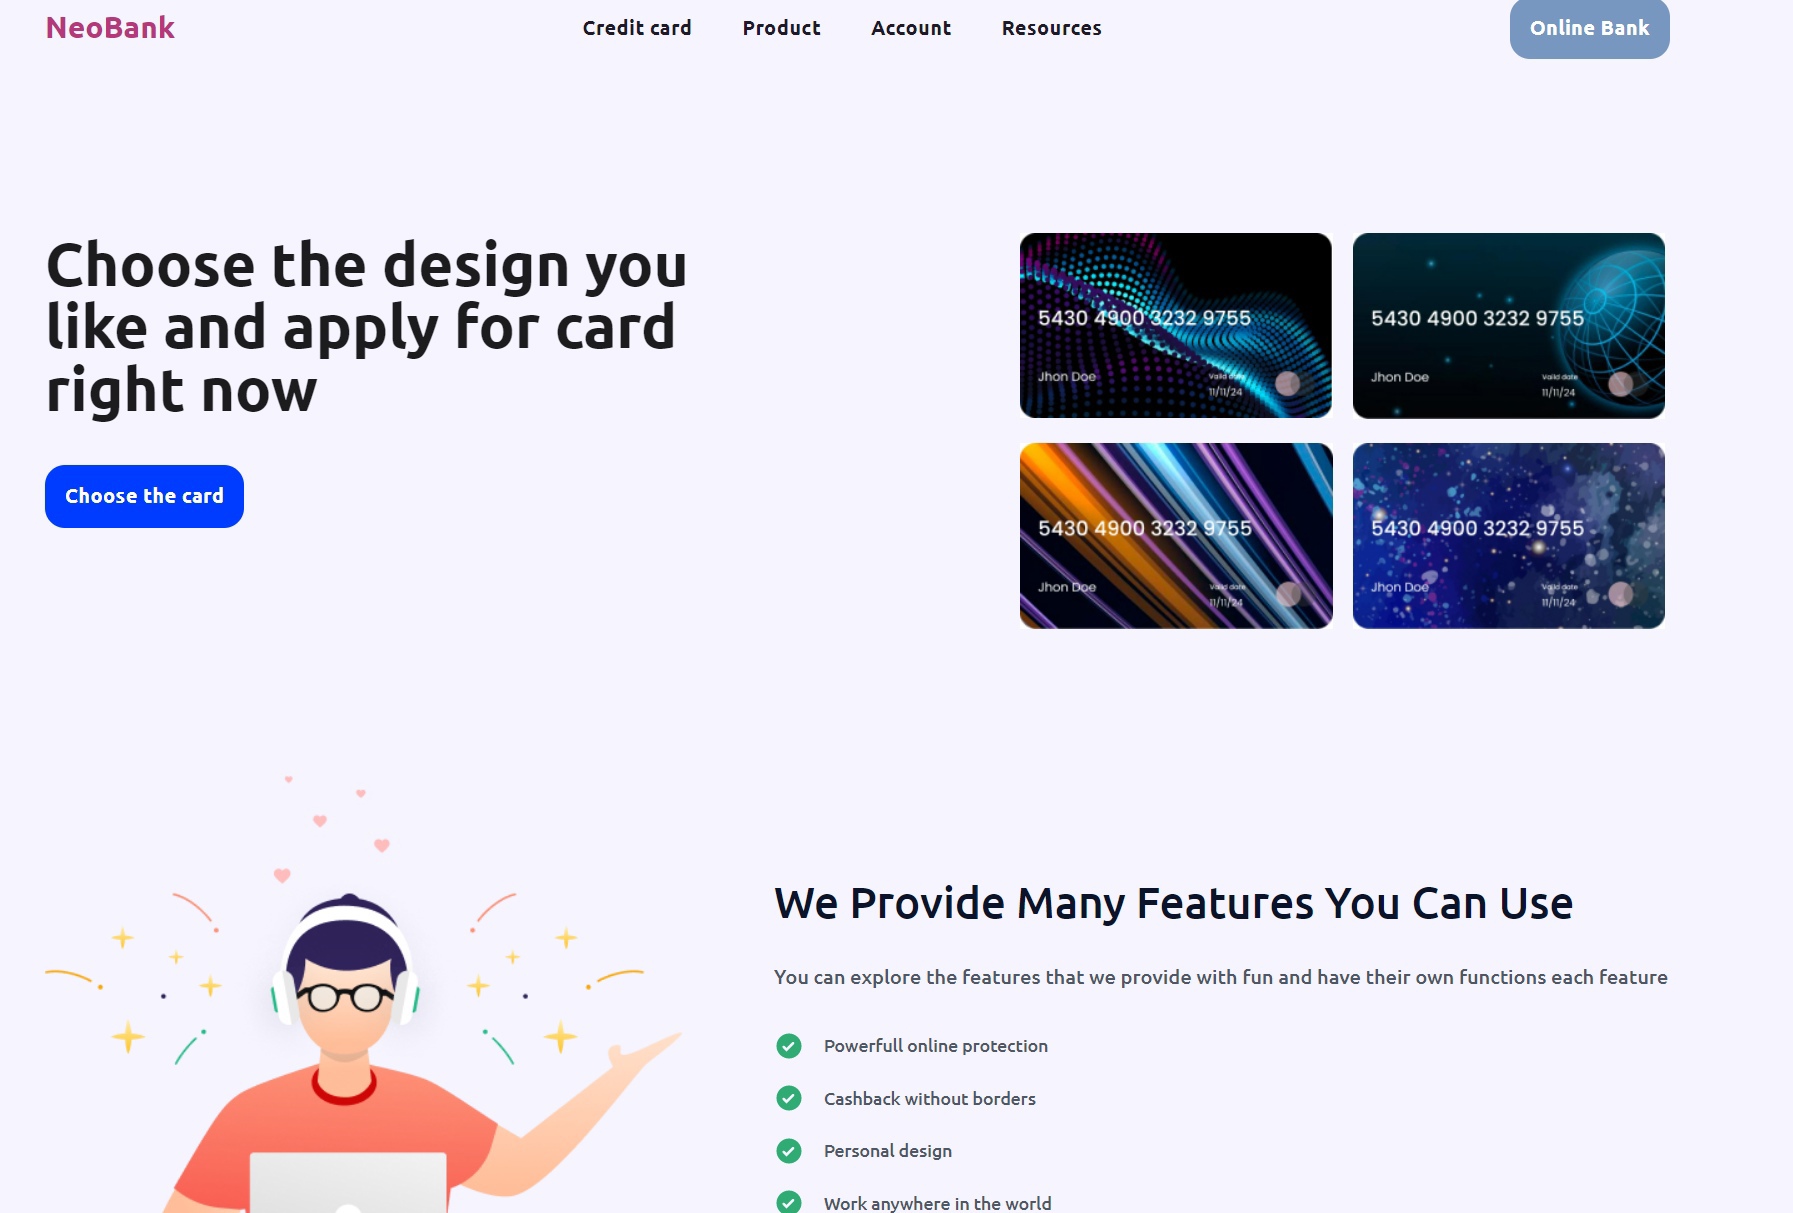 NeoBank
Credit card
Product
Account
Resources
Online Bank
Choose the design you
like and apply for card
right now
Choose the card
5430 4900 3232 9755
Jhon Doe
Valid date
11/11/24
5430 4900 3232 9755
Jhon Doe
Valid date
11/11/24
5430 4900 3232 9755
Jhon Doe
Valid date
11/11/24
5430 4900 3232 9755
Jhon Doe
Valid date
11/11/24
We Provide Many Features You Can Use
You can explore the features that we provide with fun and have their own functions each feature
Powerfull online protection
Cashback without borders
Personal design
Work anywhere in the world